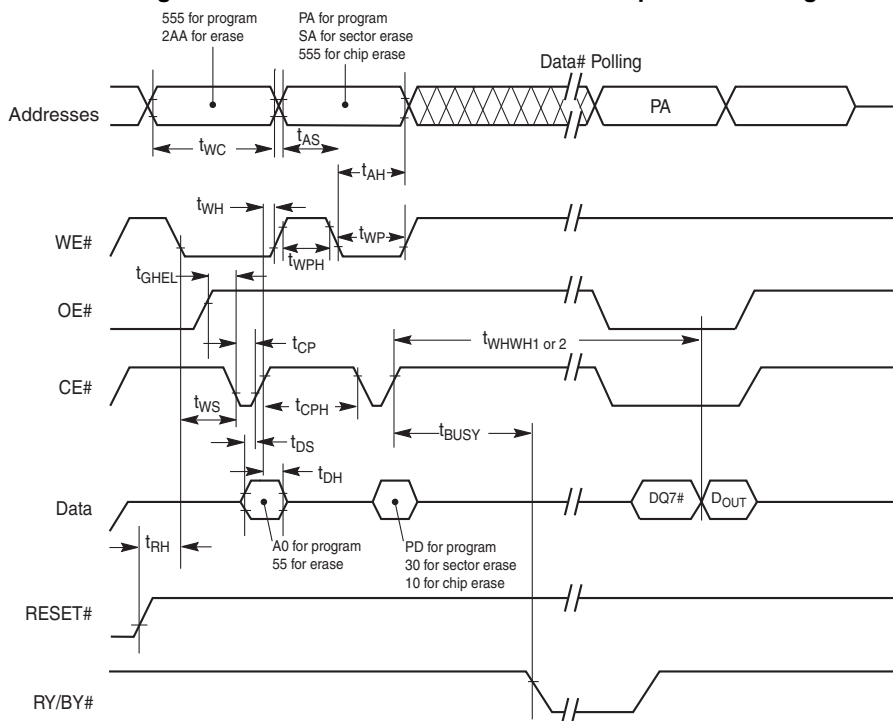 555 for program
2AA for erase
PA for program
SA for sector erase
555 for chip erase
Data# Polling
Addresses
PA
tWC
tAS
tAH
tWH
tWP
WE#
tWPH
tGHEL
OE#
tWHWH1 or 2
tCP
CE#
tWS
tCPH
tBUSY
tDS
tDH
Data
DQ7#
DOUT
tRH
A0 for program
55 for erase
PD for program
30 for sector erase
10 for chip erase
RESET#
RY/BY#